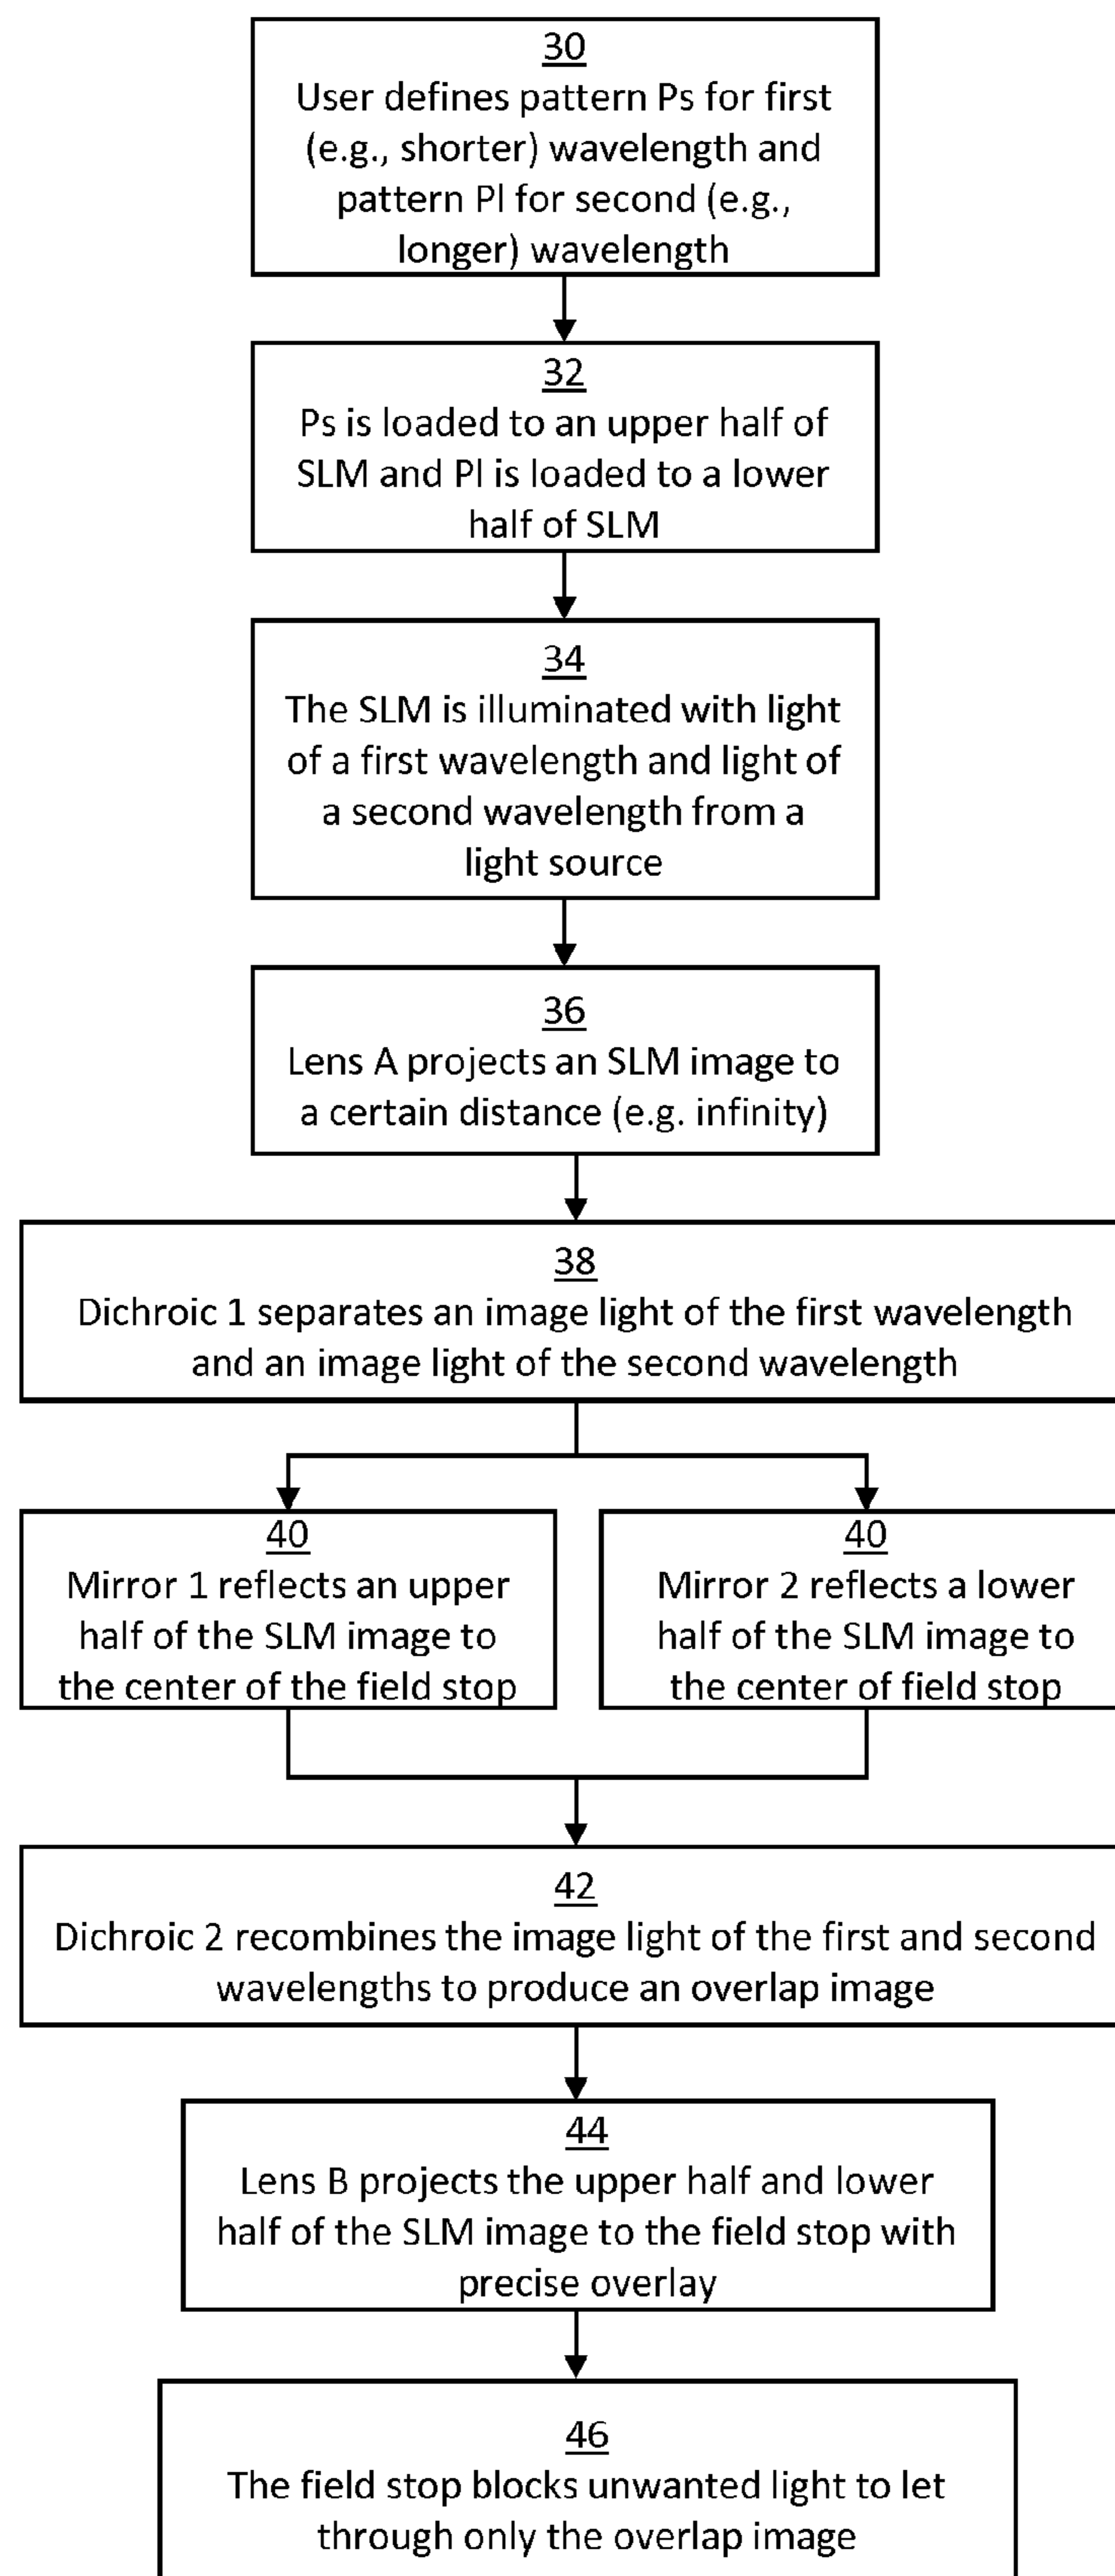 30
User defines pattern Ps for first
(e.g., shorter) wavelength and
pattern Pl for second (e.g.,
longer) wavelength
32
Ps is loaded to an upper half of
SLM and Pl is loaded to a lower
half of SLM
34
The SLM is illuminated with light
of a first wavelength and light of
a second wavelength from a
light source
36
Lens A projects an SLM image to
a certain distance (e.g. infinity)
38
Dichroic 1 separates an image light of the first wavelength
and an image light of the second wavelength
40
Mirror 1 reflects an upper
half of the SLM image to
the center of the field stop
40
Mirror 2 reflects a lower
half of the SLM image to
the center of field stop
42
Dichroic 2 recombines the image light of the first and second
wavelengths to produce an overlap image
44
Lens B projects the upper half and lower
half of the SLM image to the field stop with
precise overlay
46
The field stop blocks unwanted light to let
through only the overlap image